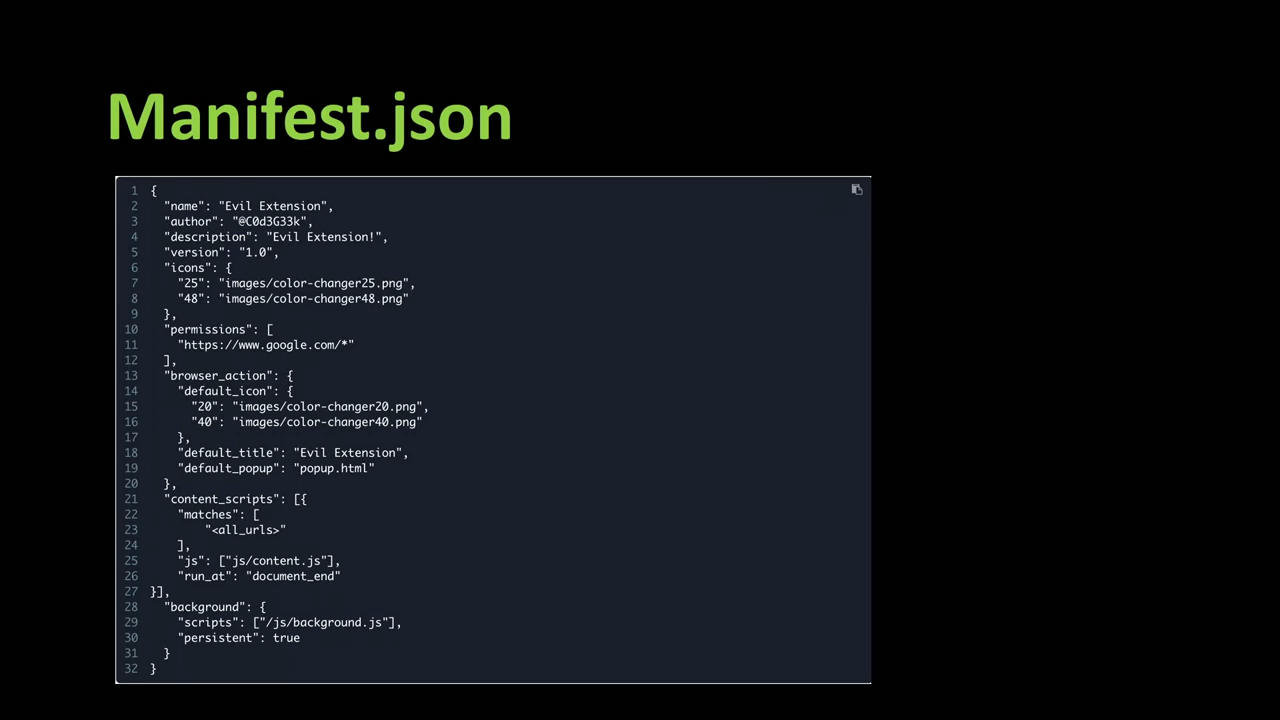 Manifest.json
1 {
2   "name": "Evil Extension",
3   "author": "@C0d3G33k",
4   "description": "Evil Extension!",
5   "version": "1.0",
6   "icons": {
7     "25": "images/color-changer25.png",
8     "48": "images/color-changer48.png"
9   },
10   "permissions": [
11     "https://www.google.com/*"
12   ],
13   "browser_action": {
14     "default_icon": {
15       "20": "images/color-changer20.png",
16       "40": "images/color-changer40.png"
17     },
18     "default_title": "Evil Extension",
19     "default_popup": "popup.html"
20   },
21   "content_scripts": [{
22     "matches": [
23         "<all_urls>"
24     ],
25     "js": ["js/content.js"],
26     "run_at": "document_end"
27 }],
28   "background": {
29     "scripts": ["/js/background.js"],
30     "persistent": true
31   }
32 }